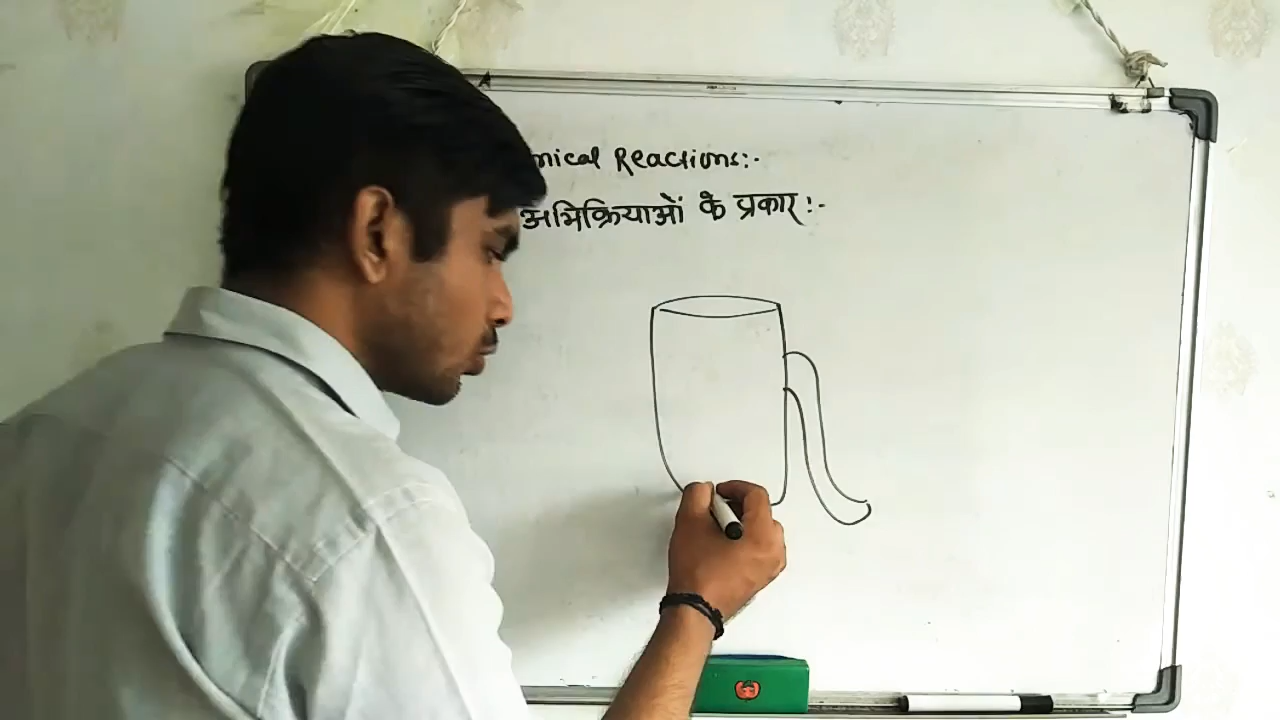 mical Reactions:-
अभिक्रियाओं के प्रकार :-